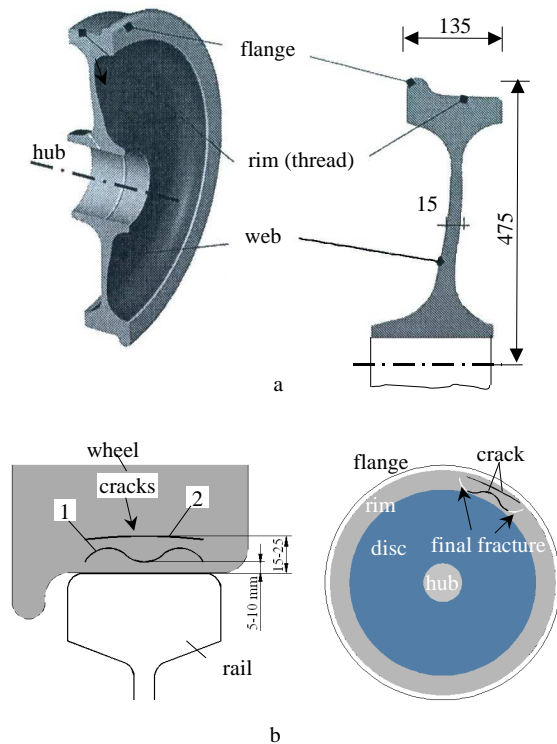 135
flange
hub
rim (thread)
15
475
web
a
wheel
cracks
1
2
15-25
5-10 mm
rail
flange
crack
rim
disc
final fracture
hub
b